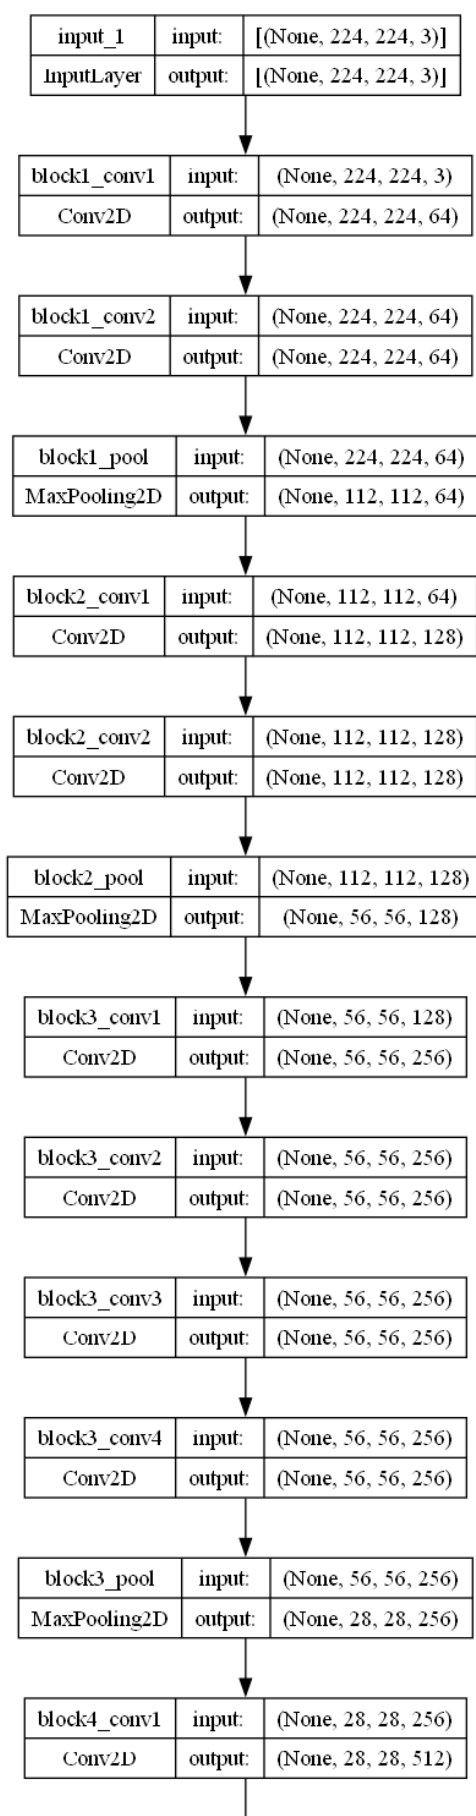 input_1 input: [(None, 224, 224, 3)]
InputLayer output: [(None, 224, 224, 3)]
block1_conv1 input: (None, 224, 224, 3)
Conv2D output: (None, 224, 224, 64)
block1_conv2 input: (None, 224, 224, 64)
Conv2D output: (None, 224, 224, 64)
block1_pool input: (None, 224, 224, 64)
MaxPooling2D output: (None, 112, 112, 64)
block2_conv1 input: (None, 112, 112, 64)
Conv2D output: (None, 112, 112, 128)
block2_conv2 input: (None, 112, 112, 128)
Conv2D output: (None, 112, 112, 128)
block2_pool input: (None, 112, 112, 128)
MaxPooling2D output: (None, 56, 56, 128)
block3_conv1 input: (None, 56, 56, 128)
Conv2D output: (None, 56, 56, 256)
block3_conv2 input: (None, 56, 56, 256)
Conv2D output: (None, 56, 56, 256)
block3_conv3 input: (None, 56, 56, 256)
Conv2D output: (None, 56, 56, 256)
block3_conv4 input: (None, 56, 56, 256)
Conv2D output: (None, 56, 56, 256)
block3_pool input: (None, 56, 56, 256)
MaxPooling2D output: (None, 28, 28, 256)
block4_conv1 input: (None, 28, 28, 256)
Conv2D output: (None, 28, 28, 512)